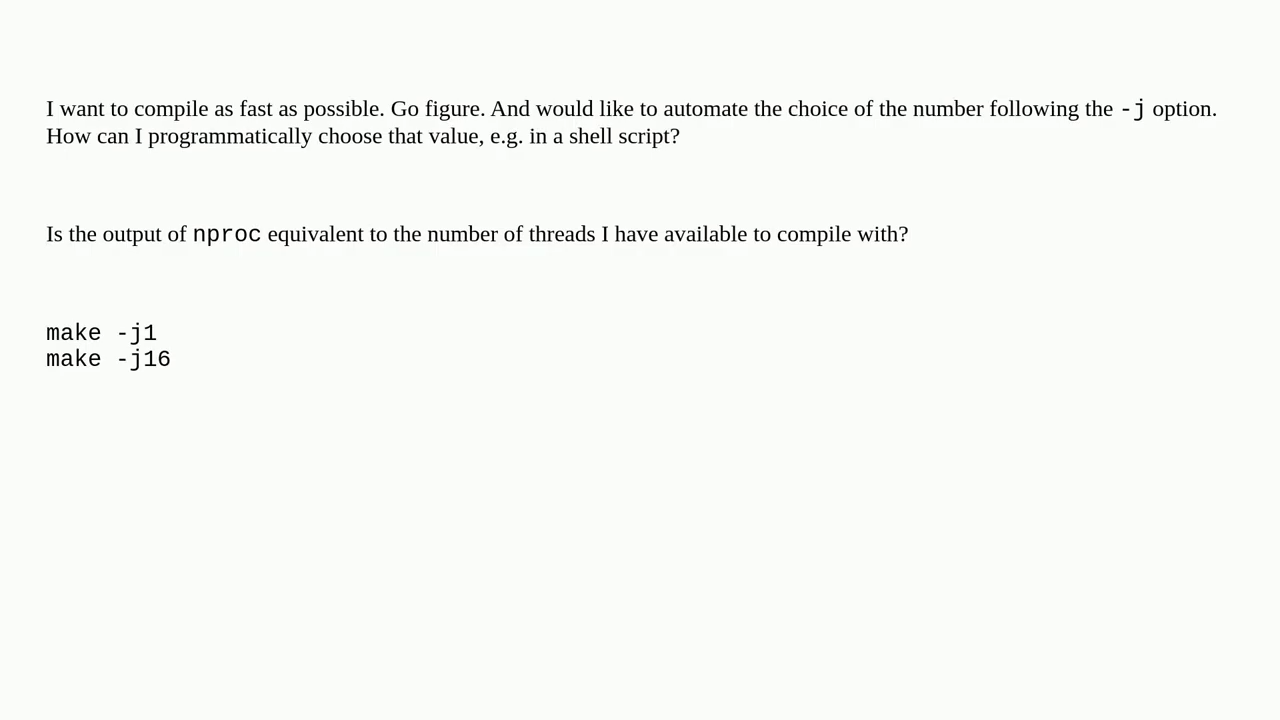 I want to compile as fast as possible. Go figure. And would like to automate the choice of the number following the -j option.
How can I programmatically choose that value, e.g. in a shell script?
Is the output of nproc equivalent to the number of threads I have available to compile with?
make -j1
make -j16